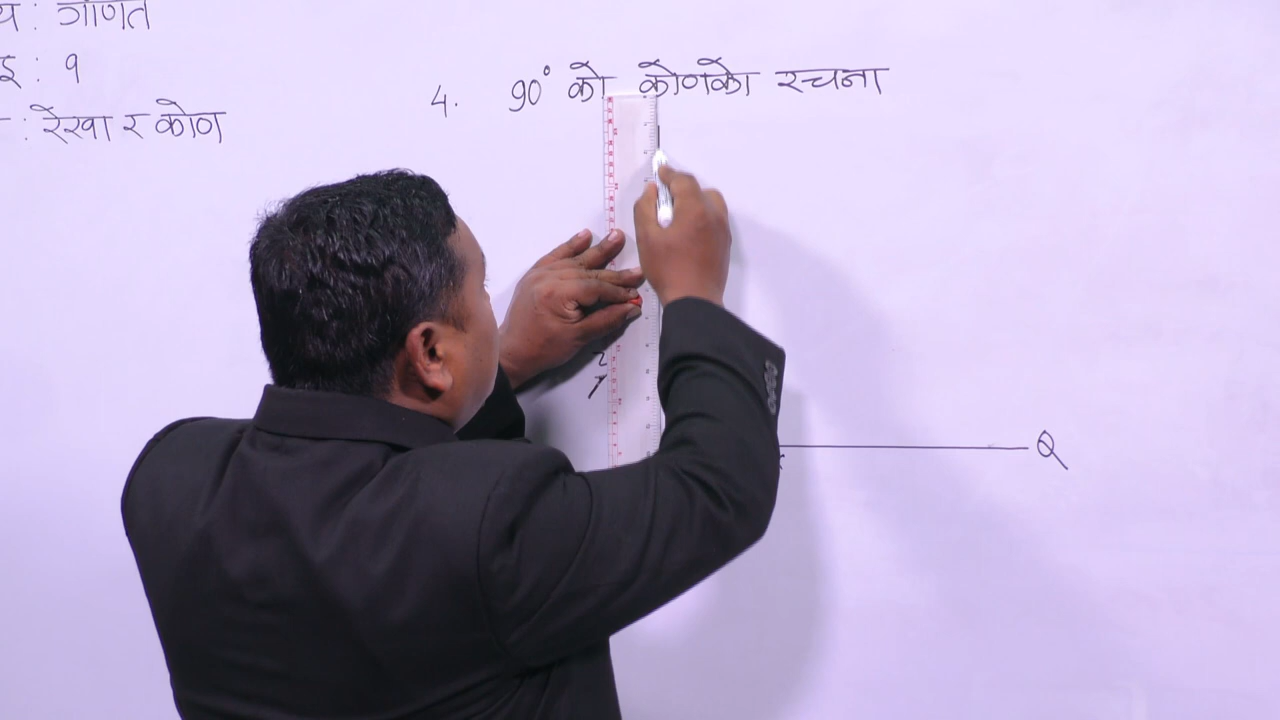 : गणित
: १
: रेखा र कोण
4. 90° को कोणको रचना
Q